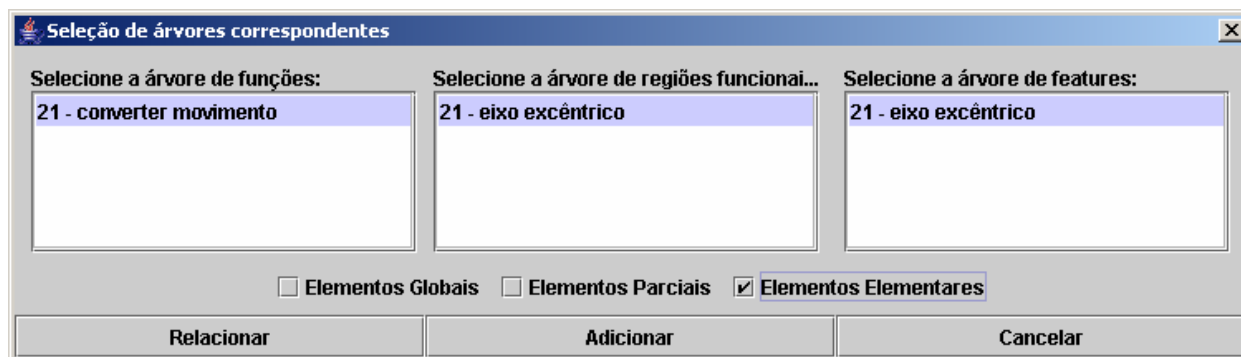 Seleção de árvores correspondentes
Selecione a árvore de funções: Selecione a árvore de regiões funcionai... Selecione a árvore de features:
21 - converter movimento 21 - eixo excêntrico 21 - eixo excêntrico
Elementos Globais Elementos Parciais Elementos Elementares
Relacionar Adicionar Cancelar